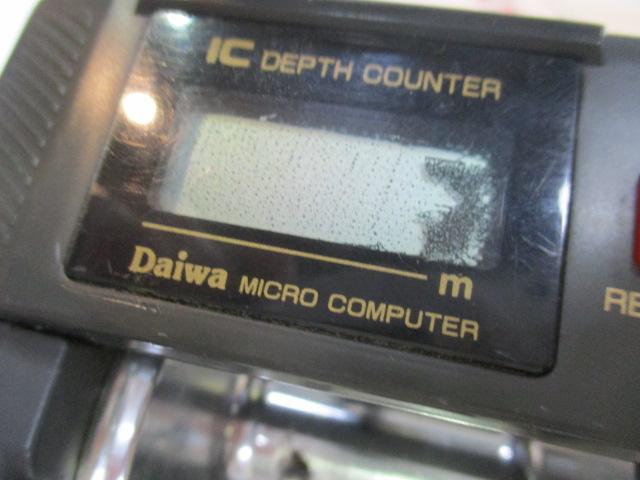 IC DEPTH COUNTER
m
Daiwa MICRO COMPUTER
RE